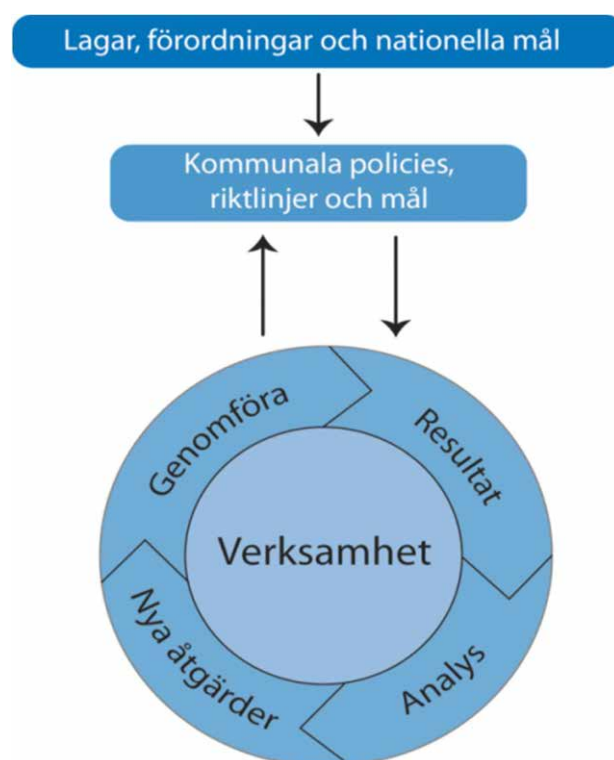 Lagar, förordningar och nationella mål
Kommunala policies,
riktlinjer och mål
Genomföra
Resultat
Verksamhet
Nya åtgärder
Analys